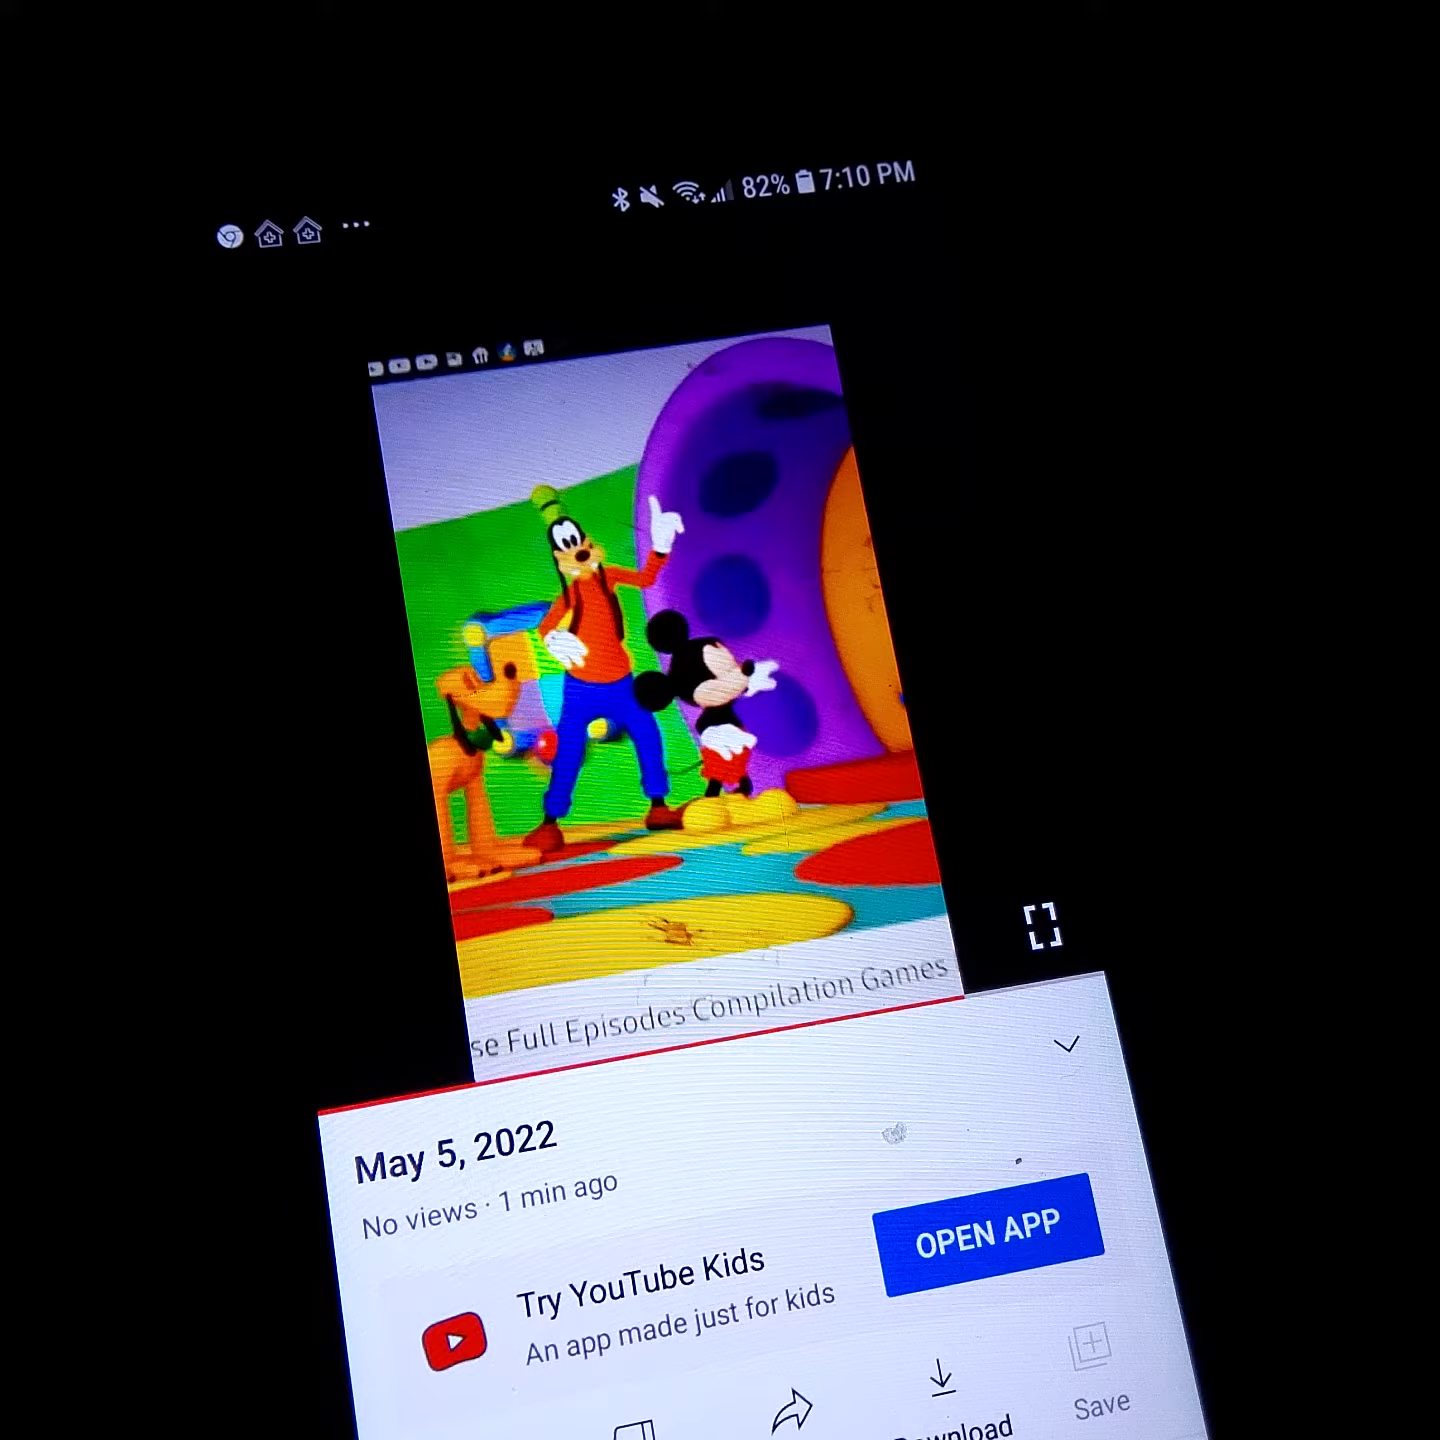 82% 7:10 PM
se Full Episodes Compilation Games
May 5, 2022
No views · 1 min ago
Try YouTube Kids
An app made just for kids
OPEN APP
ownload
Save